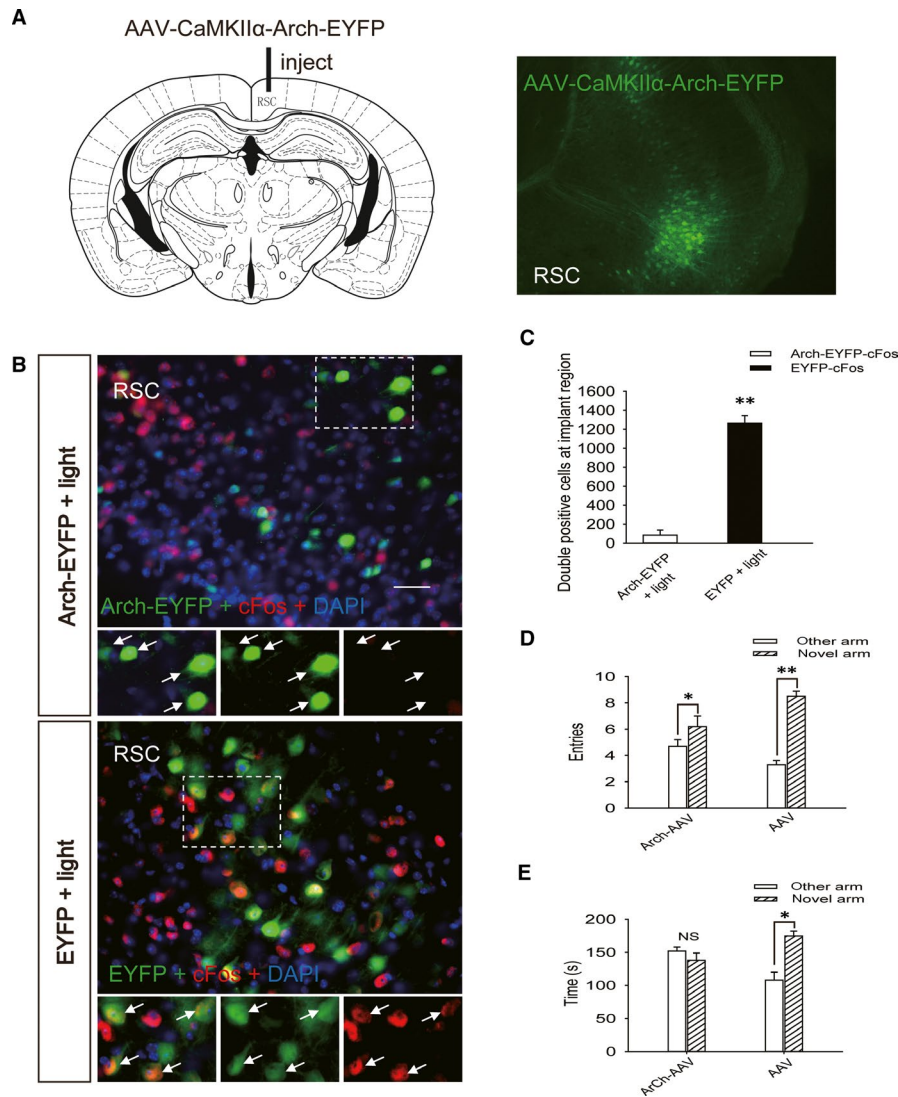 A
AAV-CaMKIIα-Arch-EYFP
inject
RSC
AAV-CaMKIIα-Arch-EYFP
RSC
B
Arch-EYFP + light
RSC
Arch-EYFP + cFos + DAPI
EYFP + light
RSC
EYFP + cFos + DAPI
C
Arch-EYFP-cFos
EYFP-cFos
Double positive cells at implant region
1600
1400
1200
1000
800
600
400
200
0
**
Arch-EYFP
+ light
EYFP + light
D
Other arm
Novel arm
Entries
10
8
6
4
2
0
*
**
Arch-AAV
AAV
E
Other arm
Novel arm
Time (s)
200
150
100
50
0
NS
*
ArCh-AAV
AAV